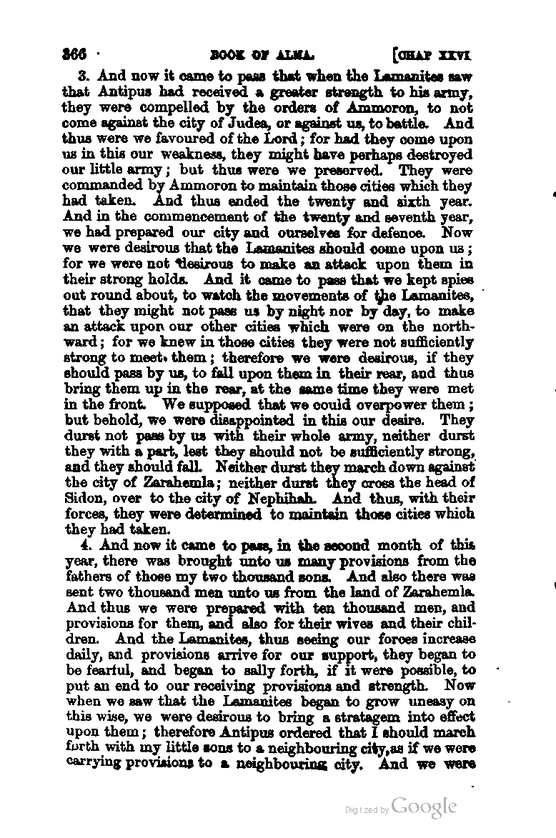 366 · BOOK OF ALMA. [CHAP XXVI
3. And now it came to pass that when the Lamanites saw
that Antipus had received a greater strength to his army,
they were compelled by the orders of Ammoron, to not
come against the city of Judea, or against us, to battle. And
thus were we favoured of the Lord; for had they come upon
us in this our weakness, they might have perhaps destroyed
our little army; but thus were we preserved. They were
commanded by Ammoron to maintain those cities which they
had taken. And thus ended the twenty and sixth year.
And in the commencement of the twenty and seventh year,
we had prepared our city and ourselves for defence. Now
we were desirous that the Lamanites should come upon us;
for we were not desirous to make an attack upon them in
their strong holds. And it came to pass that we kept spies
out round about, to watch the movements of the Lamanites,
that they might not pass us by night nor by day, to make
an attack upon our other cities which were on the north-
ward; for we knew in those cities they were not sufficiently
strong to meet them; therefore we were desirous, if they
should pass by us, to fall upon them in their rear, and thus
bring them up in the rear, at the same time they were met
in the front. We supposed that we could overpower them;
but behold, we were disappointed in this our desire. They
durst not pass by us with their whole army, neither durst
they with a part, lest they should not be sufficiently strong,
and they should fall. Neither durst they march down against
the city of Zarahemla; neither durst they cross the head of
Sidon, over to the city of Nephihah. And thus, with their
forces, they were determined to maintain those cities which
they had taken.
4. And now it came to pass, in the second month of this
year, there was brought unto us many provisions from the
fathers of those my two thousand sons. And also there was
sent two thousand men unto us from the land of Zarahemla.
And thus we were prepared with ten thousand men, and
provisions for them, and also for their wives and their chil-
dren. And the Lamanites, thus seeing our forces increase
daily, and provisions arrive for our support, they began to
be fearful, and began to sally forth, if it were possible, to
put an end to our receiving provisions and strength. Now
when we saw that the Lamanites began to grow uneasy on
this wise, we were desirous to bring a stratagem into effect
upon them; therefore Antipus ordered that I should march
forth with my little sons to a neighbouring city, as if we were
carrying provisions to a neighbouring city. And we were
Digitized by Google